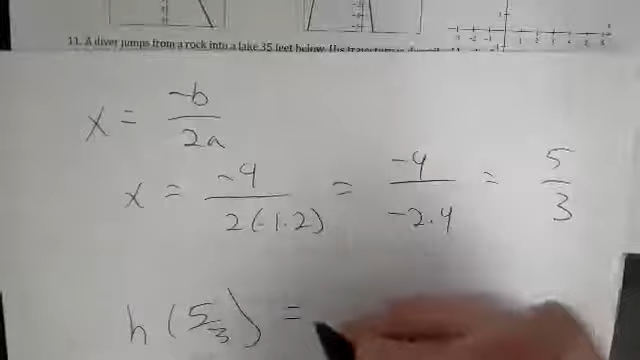 11. A diver jumps from a rock into a lake 35 feet below. His trajectory is
x = -b / 2a
x = -4 / 2(-1.2) = -4 / -2.4 = 5 / 3
h(5/3) =